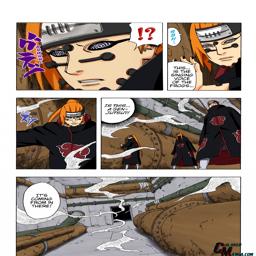 !?
THIS...
IS THE
SINGING
VOICE
OF THE
FROGS...
IS THIS...
A GEN-
JUTSU!?
IT'S
COMING
FROM IN
THERE!